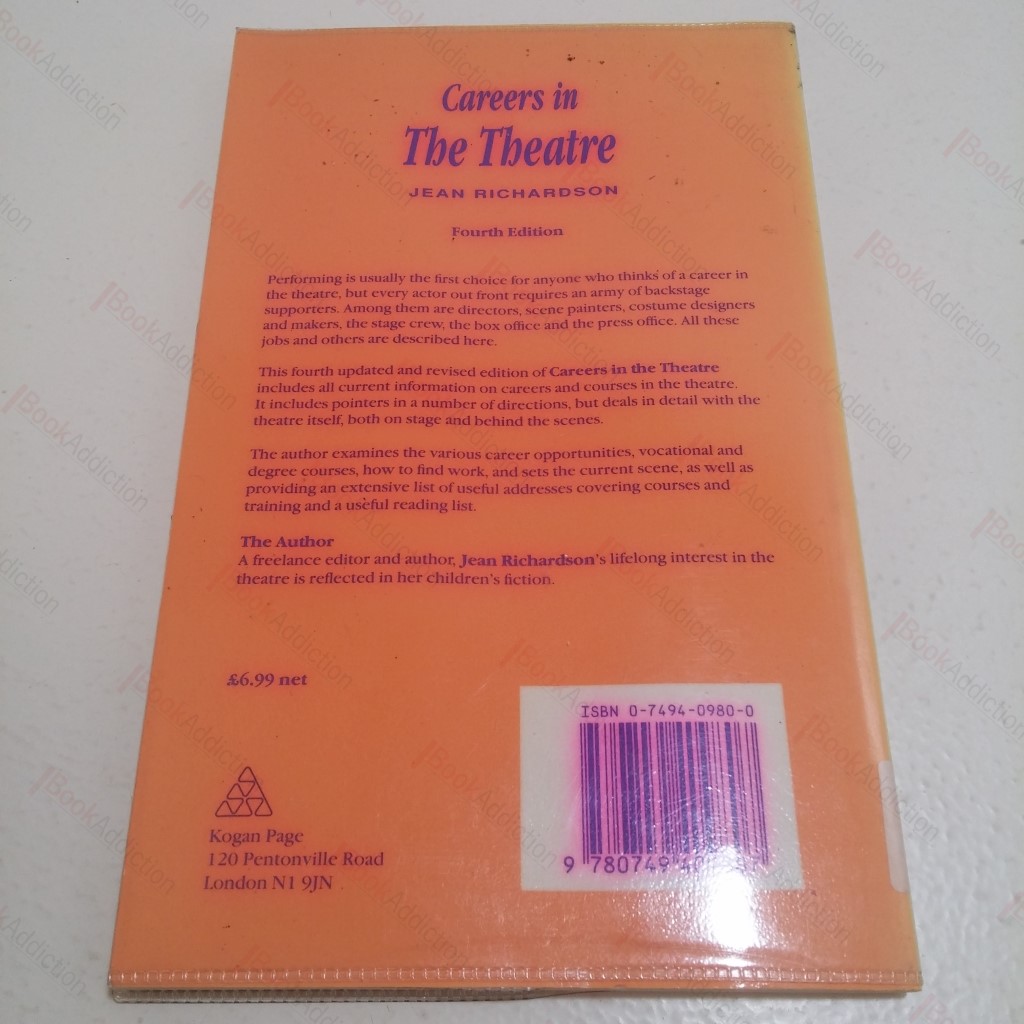 Careers in
The Theatre
JEAN RICHARDSON
Fourth Edition
Performing is usually the first choice for anyone who thinks of a career in
the theatre, but every actor out front requires an army of backstage
supporters. Among them are directors, scene painters, costume designers
and makers, the stage crew, the box office and the press office. All these
jobs and others are described here.
This fourth updated and revised edition of Careers in the Theatre
includes all current information on careers and courses in the theatre.
It includes pointers in a number of directions, but deals in detail with the
theatre itself, both on stage and behind the scenes.
The author examines the various career opportunities, vocational and
degree courses, how to find work, and sets the current scene, as well as
providing an extensive list of useful addresses covering courses and
training and a useful reading list.
The Author
A freelance editor and author, Jean Richardson's lifelong interest in the
theatre is reflected in her children's fiction.
£6.99 net
ISBN 0-7494-0980-0
9 780749
Kogan Page
120 Pentonville Road
London N1 9JN
BookAddiction